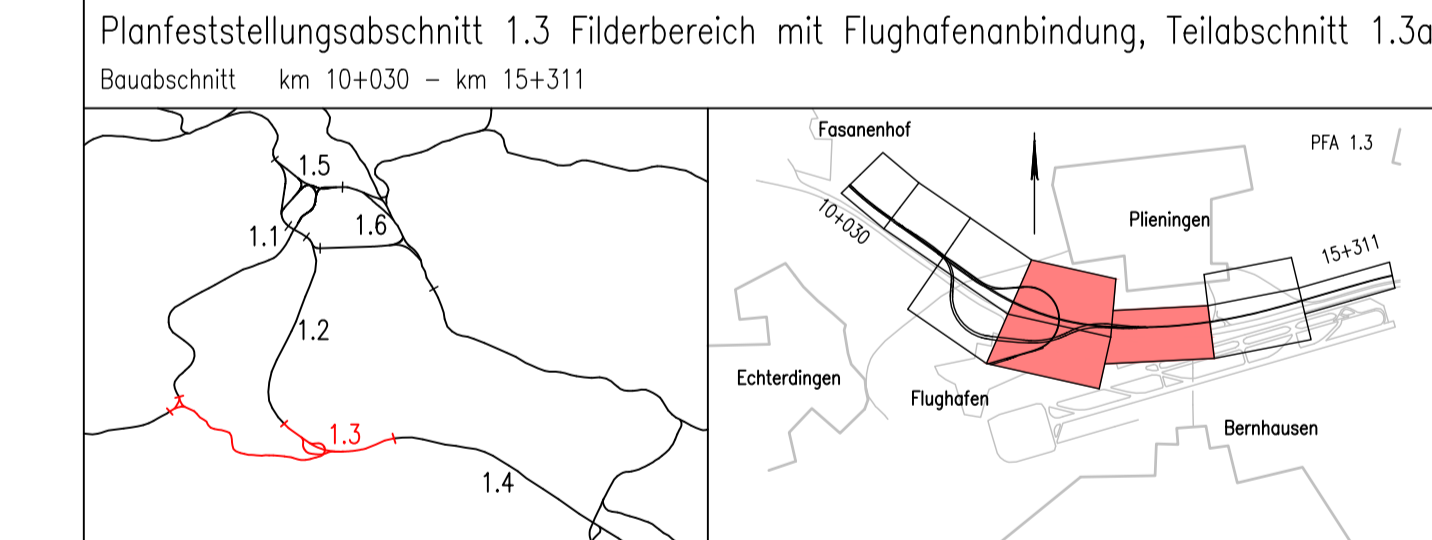 Planfeststellungsabschnitt 1.3 Filderbereich mit Flughafenanbindung, Teilabschnitt 1.3a
Bauabschnitt km 10+030 – km 15+311
1.5
1.6
1.1
1.2
1.3
1.4
Fasanenhof
PFA 1.3
10+030
Plieningen
15+311
Echterdingen
Flughafen
Bernhausen